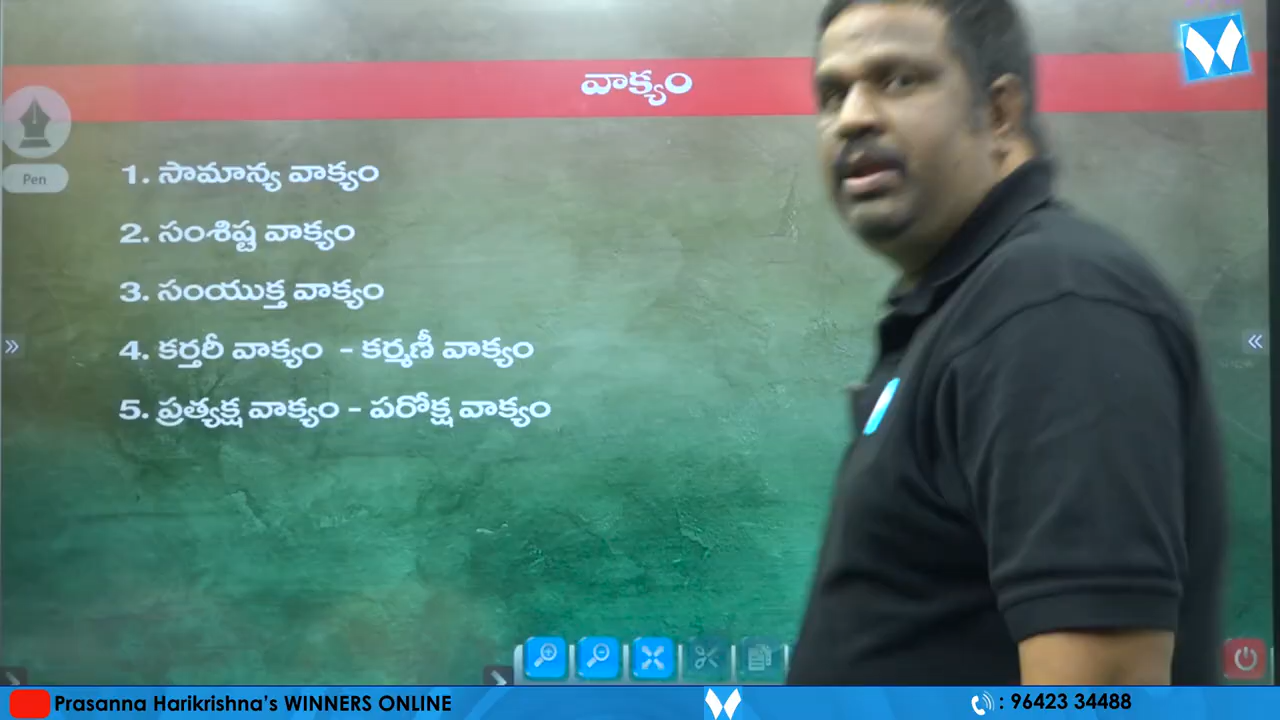 వాక్యం
1. సామాన్య వాక్యం
Pen
2. సంశిష్ట వాక్యం
3. సంయుక్త వాక్యం
4. కర్తరీ వాక్యం - కర్మణీ వాక్యం
5. ప్రత్యక్ష వాక్యం - పరోక్ష వాక్యం
Prasanna Harikrishna's WINNERS ONLINE
: 96423 34488